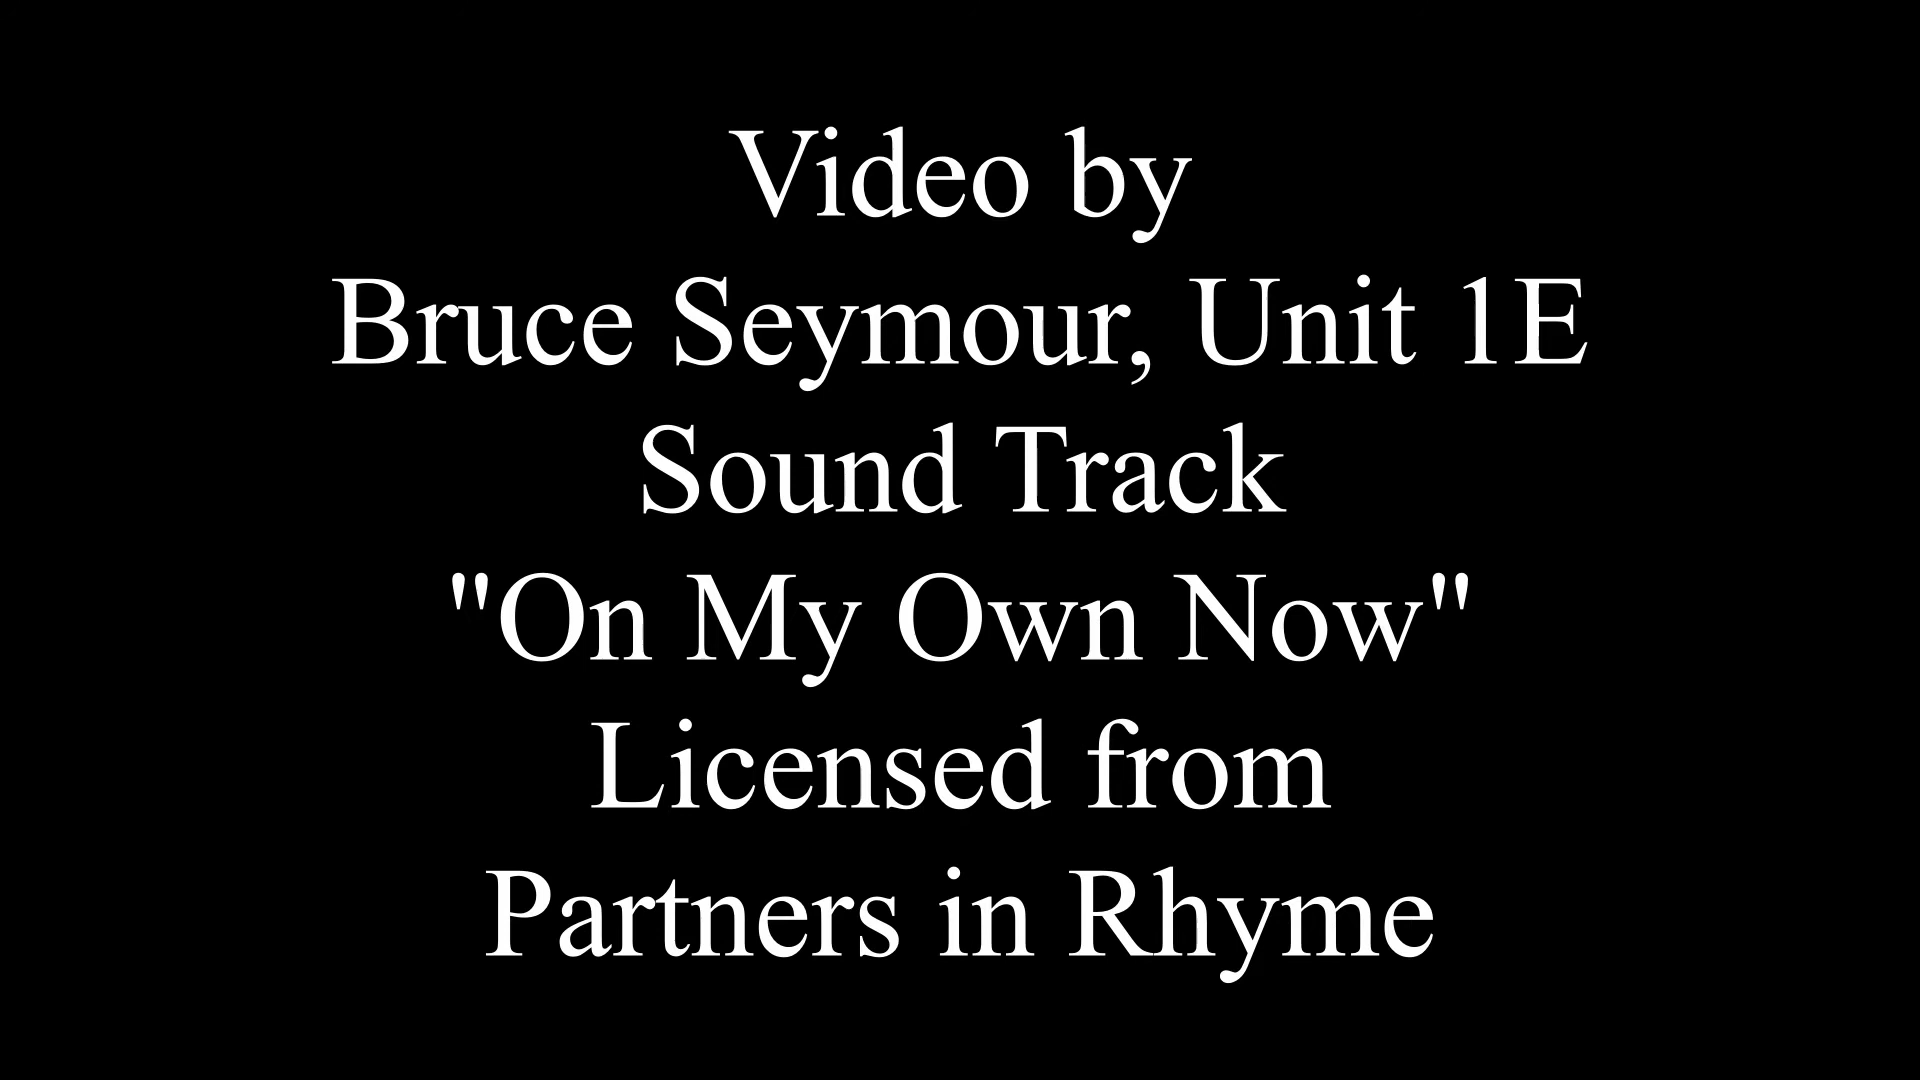 Video by
Bruce Seymour, Unit 1E
Sound Track
"On My Own Now"
Licensed from
Partners in Rhyme